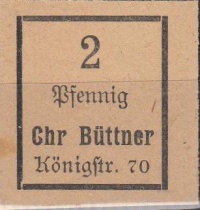 2
Pfennig
Chr Büttner
Königstr. 70